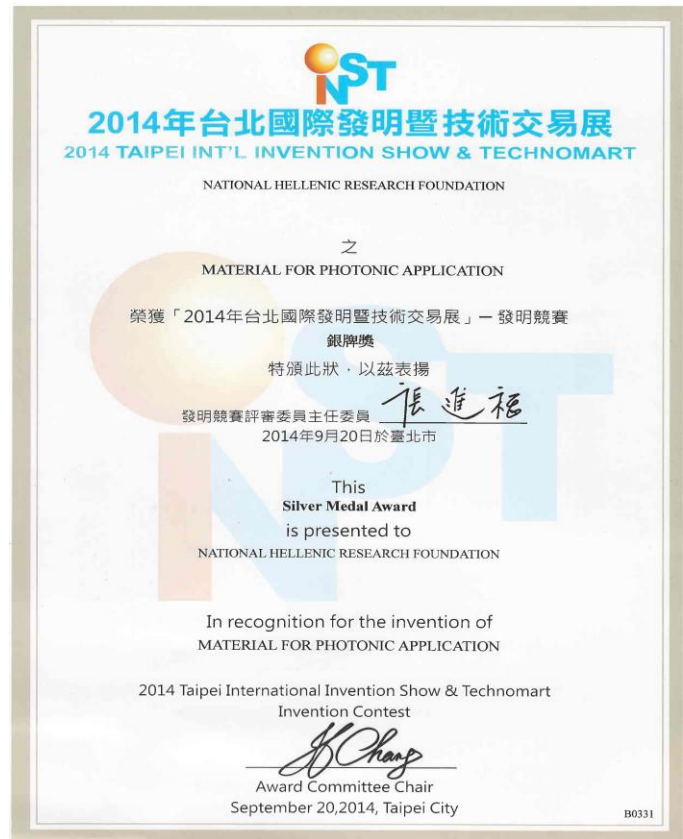 iNST
2014年台北國際發明暨技術交易展
2014 TAIPEI INT'L INVENTION SHOW & TECHNOMART
NATIONAL HELLENIC RESEARCH FOUNDATION
之
MATERIAL FOR PHOTONIC APPLICATION
榮獲「2014年台北國際發明暨技術交易展」－發明競賽
銀牌獎
特頒此狀，以茲表揚
發明競賽評審委員主任委員 張進福
2014年9月20日於臺北市
This
Silver Medal Award
is presented to
NATIONAL HELLENIC RESEARCH FOUNDATION
In recognition for the invention of
MATERIAL FOR PHOTONIC APPLICATION
2014 Taipei International Invention Show & Technomart
Invention Contest
Chang
Award Committee Chair
September 20,2014, Taipei City
B0331